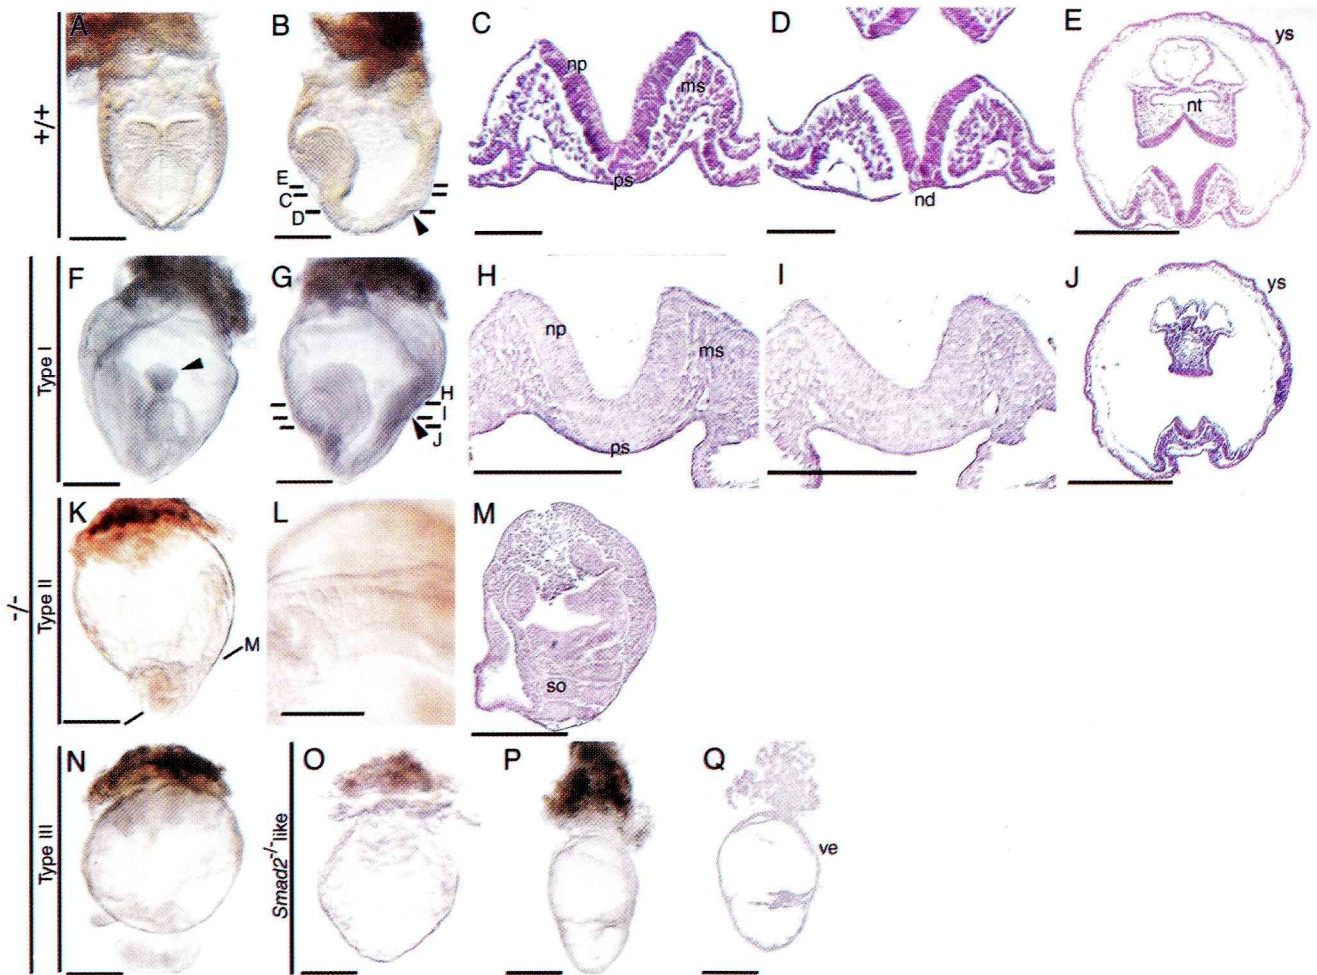 A
B
C
D
E
np
ms
ps
nd
ys
nt
+/+
E
C
D
F
G
H
I
J
np
ms
ps
ys
Type I
H
I
J
K
L
M
M
so
-/-
Type II
N
O
P
Q
ve
Type III
Smad2-/-like